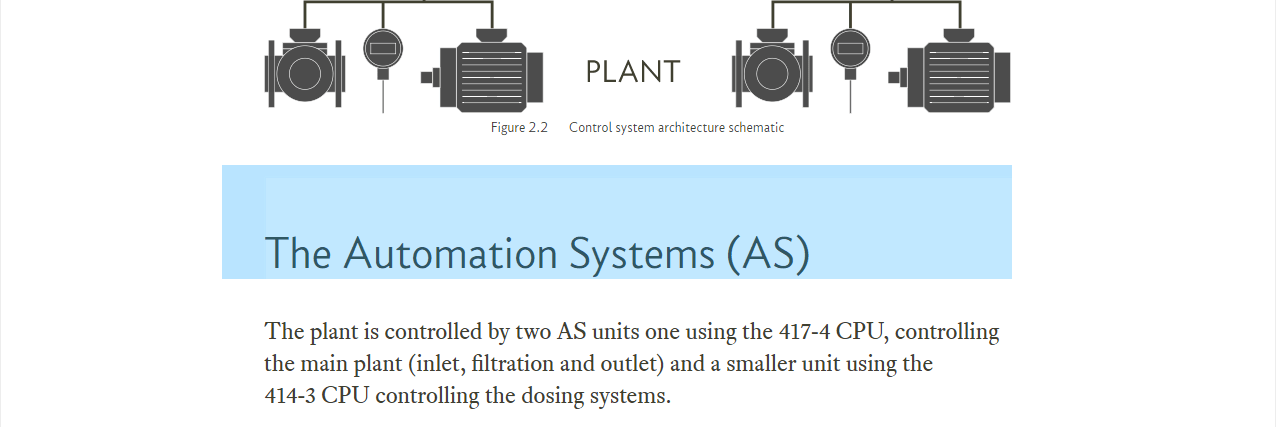 PLANT
Figure 2.2 Control system architecture schematic
The Automation Systems (AS)
The plant is controlled by two AS units one using the 417-4 CPU, controlling
the main plant (inlet, filtration and outlet) and a smaller unit using the
414-3 CPU controlling the dosing systems.